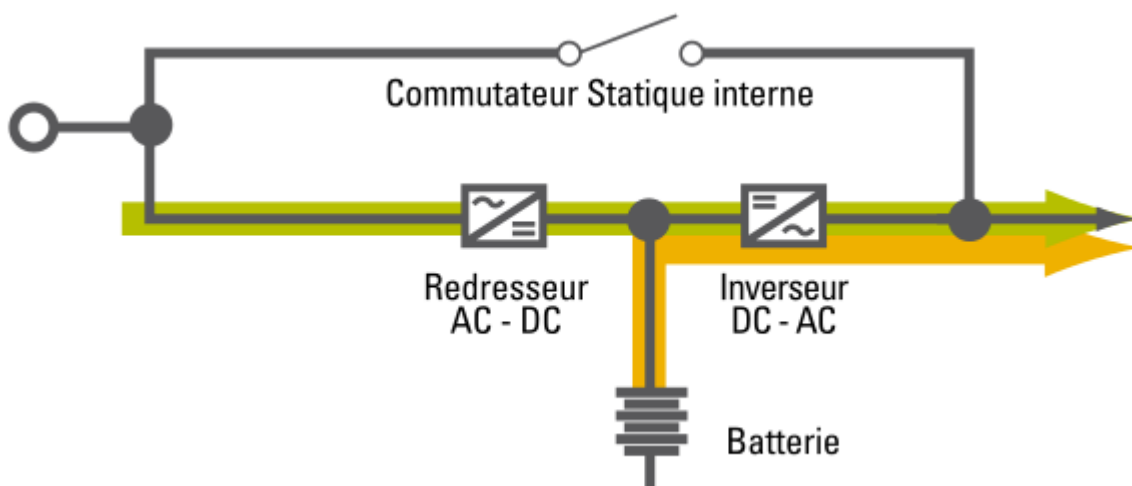 Commutateur Statique interne
Redresseur
AC - DC
Inverseur
DC - AC
Batterie